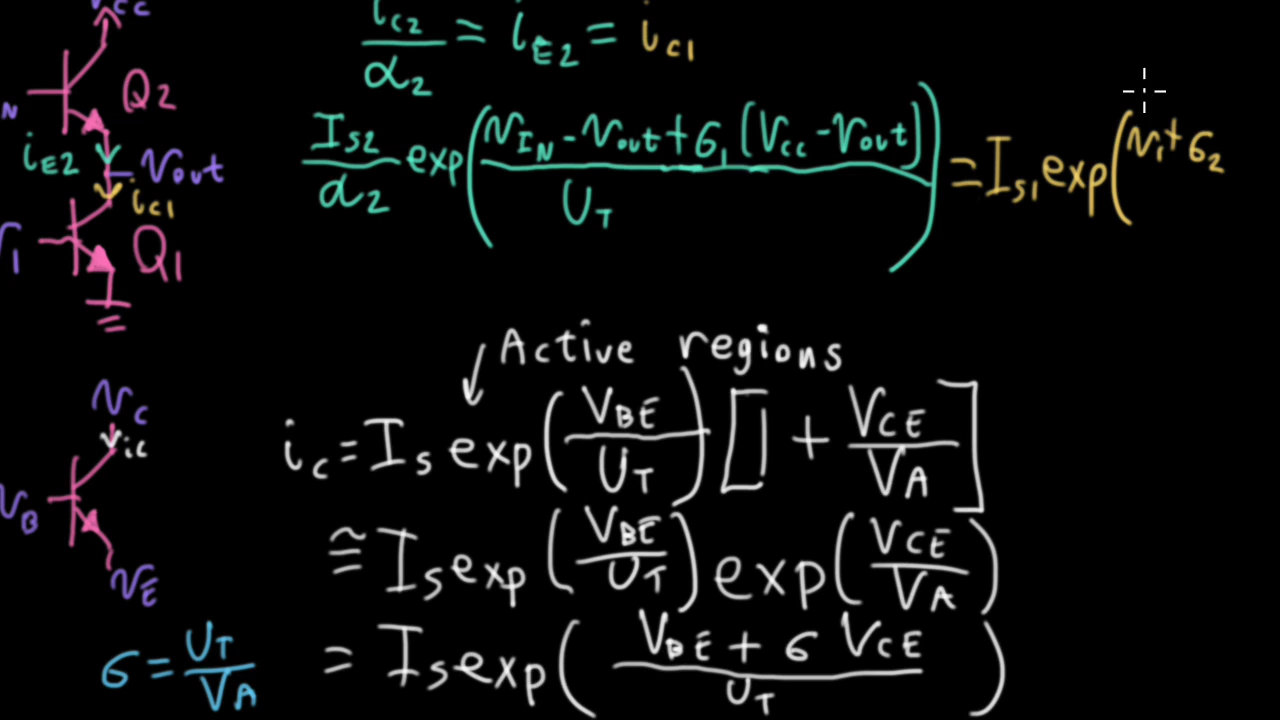 VCC
iC2/α2 = iE2 = iC1
Q2
IS2/α2 exp((VIN - Vout + ϭ1 [VCC - Vout])/UT) = IS1 exp(V1 + ϭ2
iE2
Vout
iC1
Q1
Active regions
VC
iC
iC = IS exp(VBE/UT) [1 + VCE/VA]
VB
≅ IS exp(VBE/UT) exp(VCE/VA)
VE
ϭ = UT/VA
= IS exp((VBE + ϭ VCE)/UT)